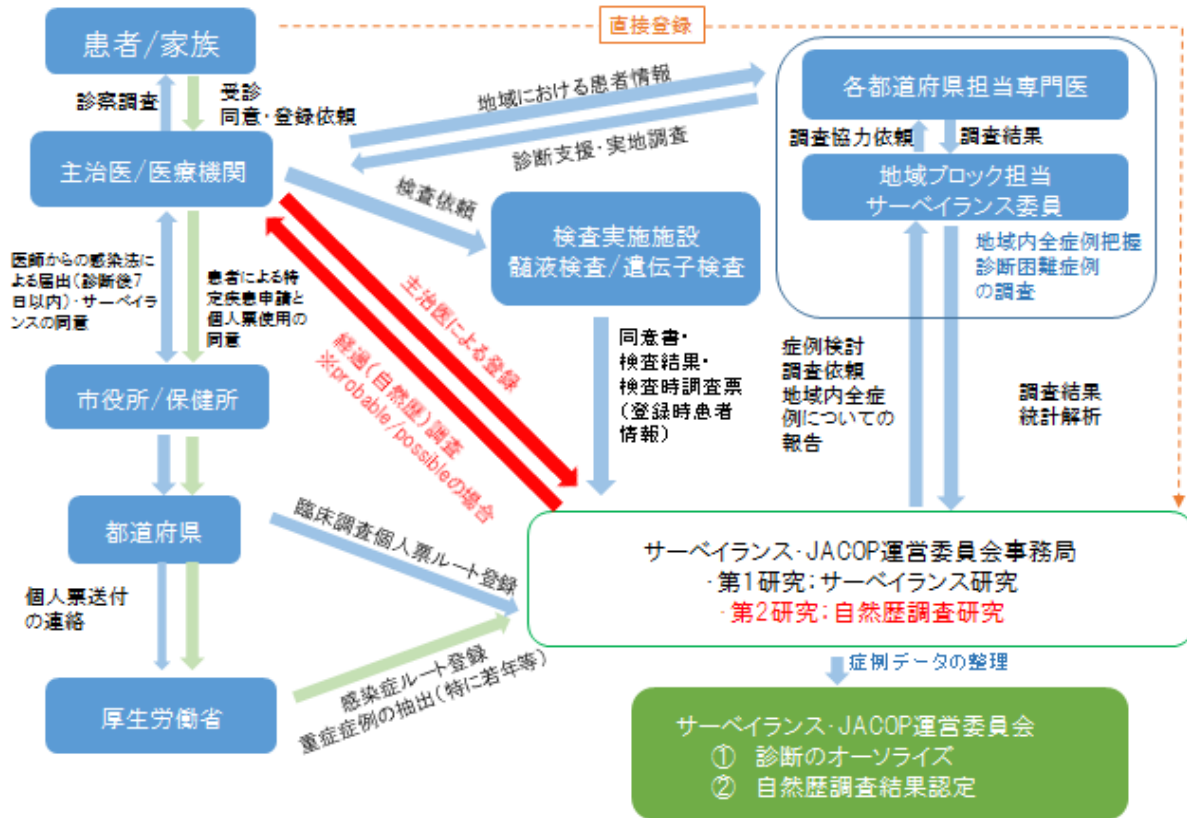 直接登録
患者/家族
診察調査
受診
同意・登録依頼
地域における患者情報
診断支援・実地調査
各都道府県担当専門医
調査協力依頼
調査結果
主治医/医療機関
検査依頼
地域ブロック担当
サーベイランス委員
検査実施施設
髄液検査/遺伝子検査
地域内全症例把握
診断困難症例
の調査
医師からの感染法に
よる届出(診断後7
日以内)・サーベイラ
ンスの同意
患者による特
定疾患申請と
個人票使用の
同意
主治医による登録
経過(自然歴)調査
※probable/possibleの場合
同意書・
検査結果・
検査時調査票
(登録時患者
情報)
症例検討
調査依頼
地域内全症
例についての
報告
調査結果
統計解析
市役所/保健所
都道府県
臨床調査個人票ルート登録
個人票送付
の連絡
サーベイランス・JACOP運営委員会事務局
・第1研究:サーベイランス研究
・第2研究:自然歴調査研究
厚生労働省
感染症ルート登録
重症症例の抽出(特に若年等)
症例データの整理
サーベイランス・JACOP運営委員会
① 診断のオーソライズ
② 自然歴調査結果認定